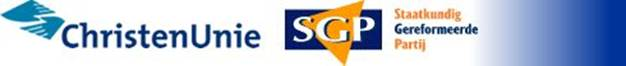 ChristenUnie
SGP
Staatkundig
Gereformeerde
Partij